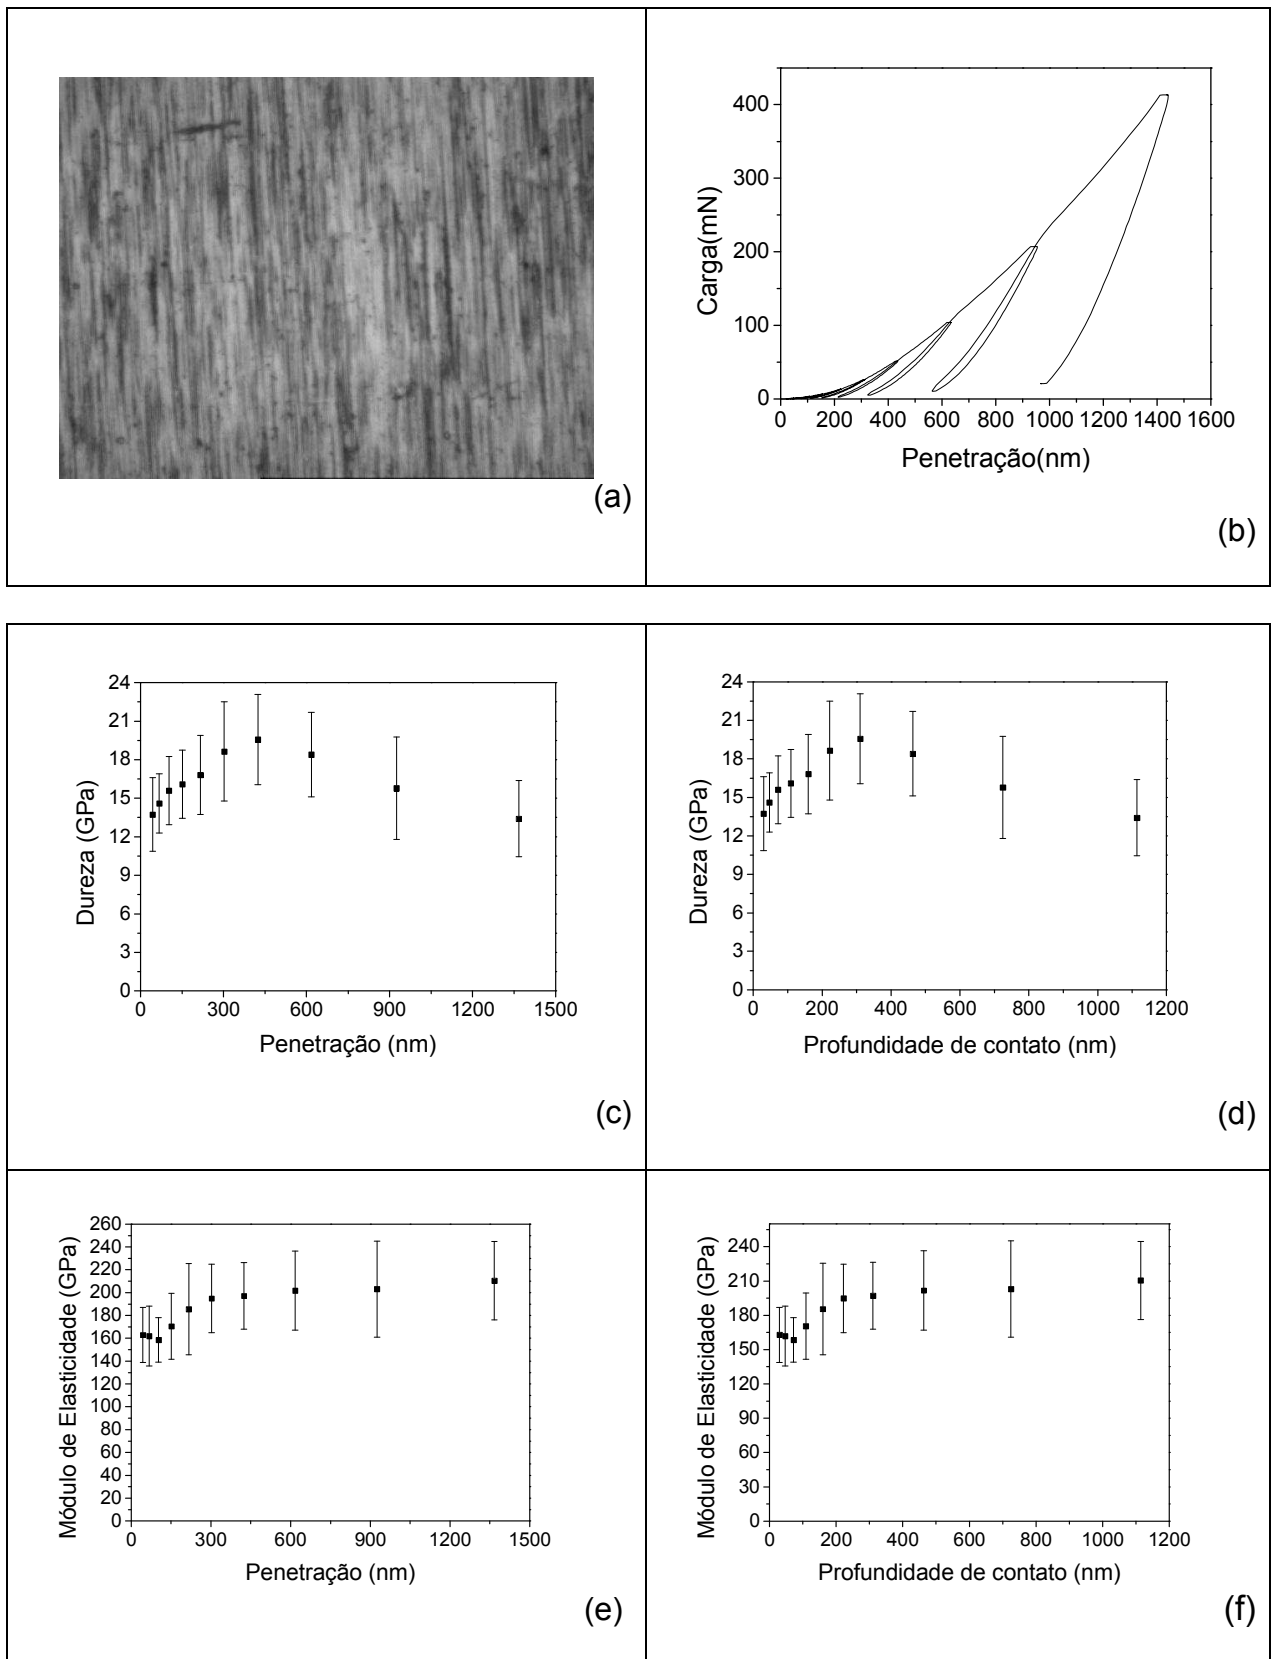 400
300
200
100
0
Carga(mN)
0 200 400 600 800 1000 1200 1400 1600
Penetração(nm)
(a)
(b)
24
21
18
15
12
9
6
3
0
Dureza (GPa)
0 300 600 900 1200 1500
Penetração (nm)
(c)
24
21
18
15
12
9
6
3
0
Dureza (GPa)
0 200 400 600 800 1000 1200
Profundidade de contato (nm)
(d)
260
240
220
200
180
160
140
120
100
80
60
40
20
0
Módulo de Elasticidade (GPa)
0 300 600 900 1200 1500
Penetração (nm)
(e)
240
210
180
150
120
90
60
30
0
Módulo de Elasticidade (GPa)
0 200 400 600 800 1000 1200
Profundidade de contato (nm)
(f)